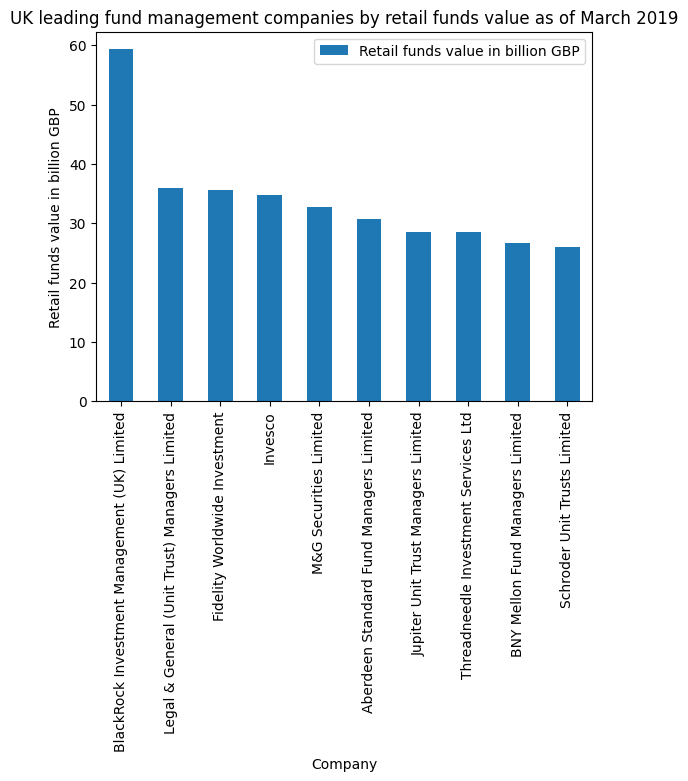 UK leading fund management companies by retail funds value as of March 2019
Retail funds value in billion GBP
Retail funds value in billion GBP
60
50
40
30
20
10
0
BlackRock Investment Management (UK) Limited
Legal & General (Unit Trust) Managers Limited
Fidelity Worldwide Investment
Invesco
M&G Securities Limited
Aberdeen Standard Fund Managers Limited
Jupiter Unit Trust Managers Limited
Threadneedle Investment Services Ltd
BNY Mellon Fund Managers Limited
Schroder Unit Trusts Limited
Company